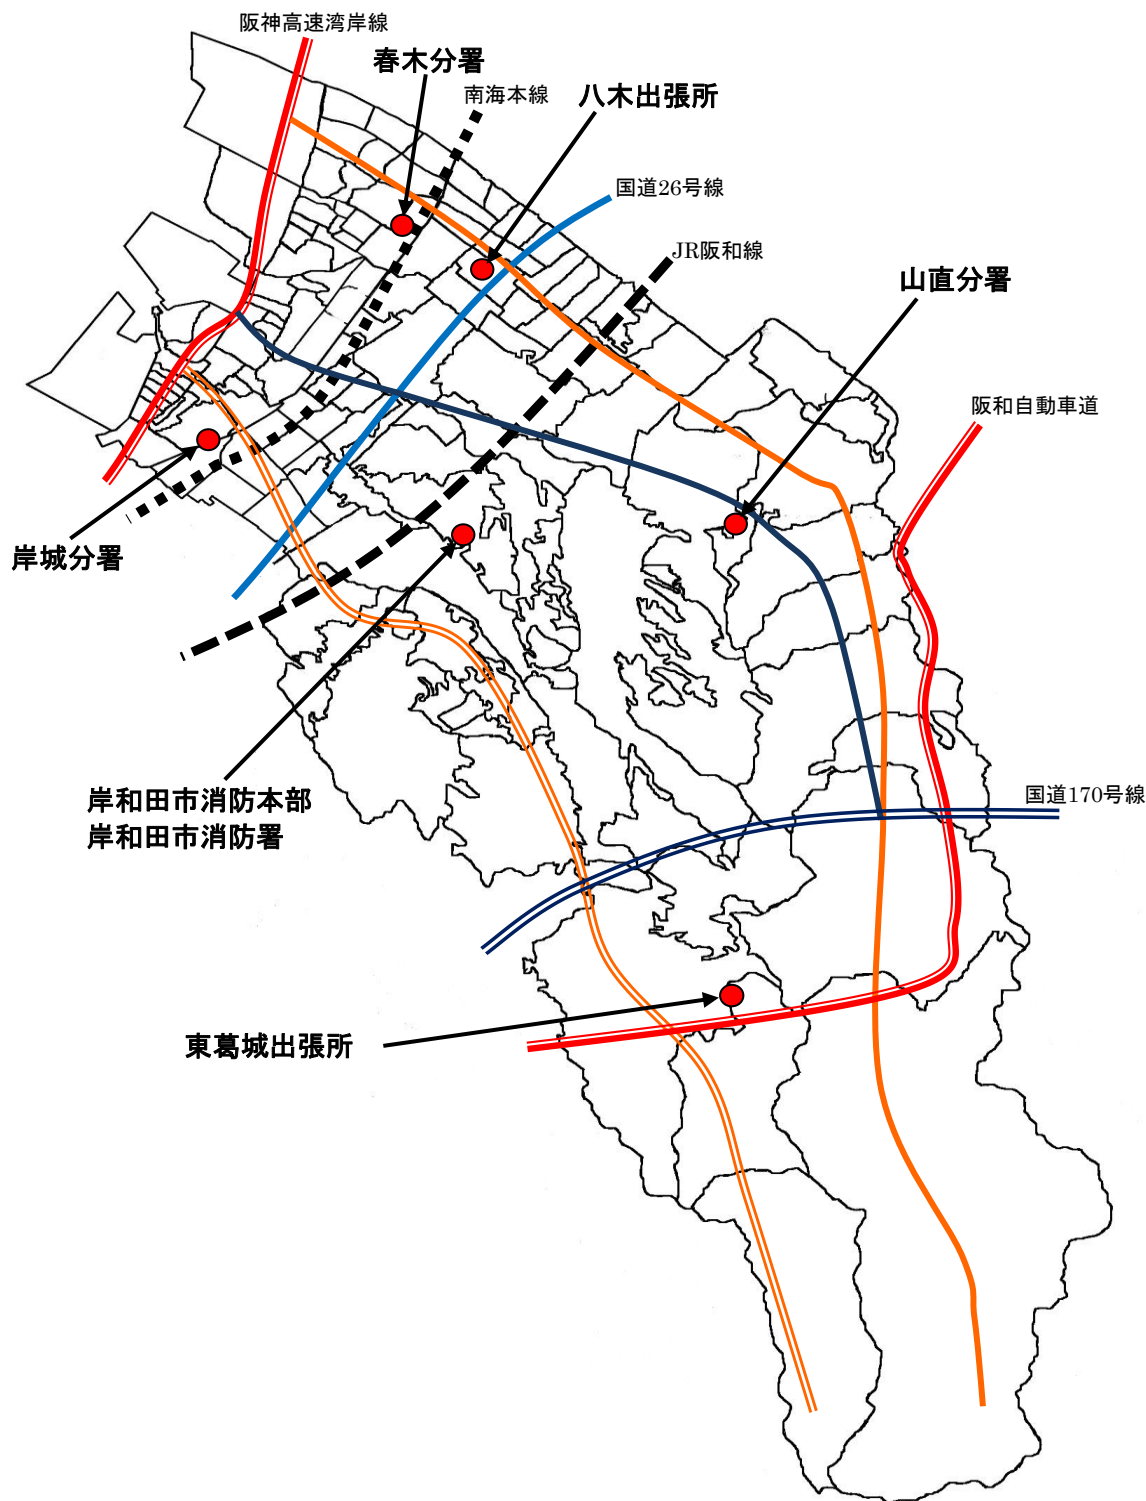 阪神高速湾岸線
春木分署
南海本線
八木出張所
国道26号線
JR阪和線
山直分署
阪和自動車道
岸城分署
岸和田市消防本部
岸和田市消防署
国道170号線
東葛城出張所